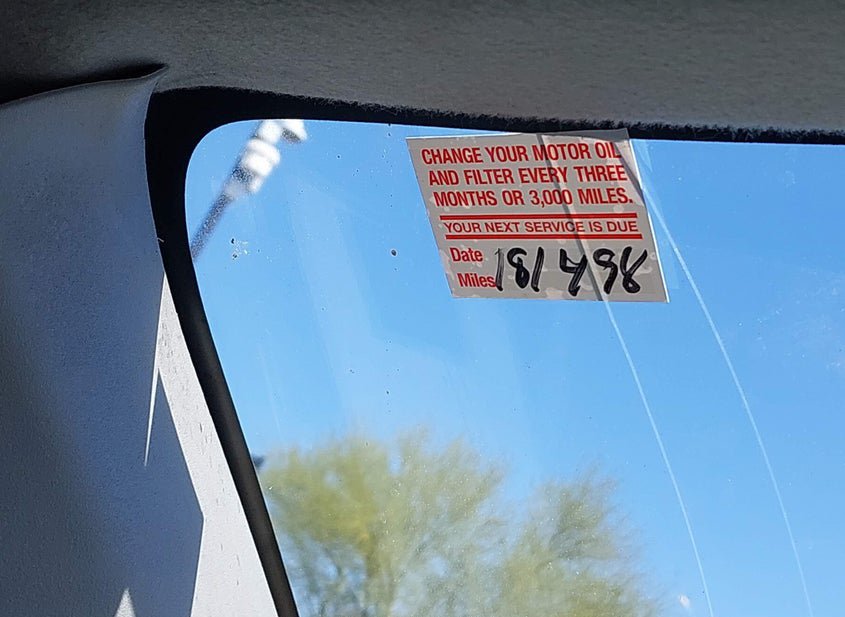 CHANGE YOUR MOTOR OIL
AND FILTER EVERY THREE
MONTHS OR 3,000 MILES.
YOUR NEXT SERVICE IS DUE
Date
Miles 181498